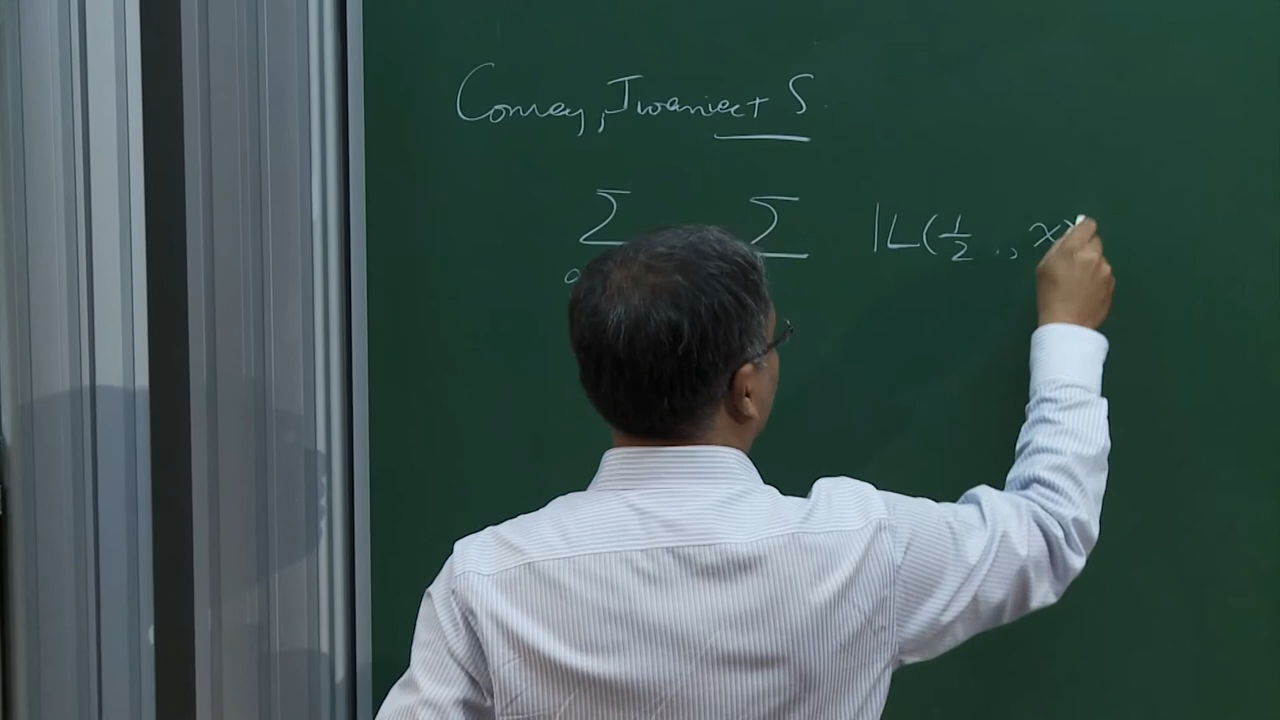 Conrey, Iwaniec + S.
Σ Σ |L(1/2 ., χ)